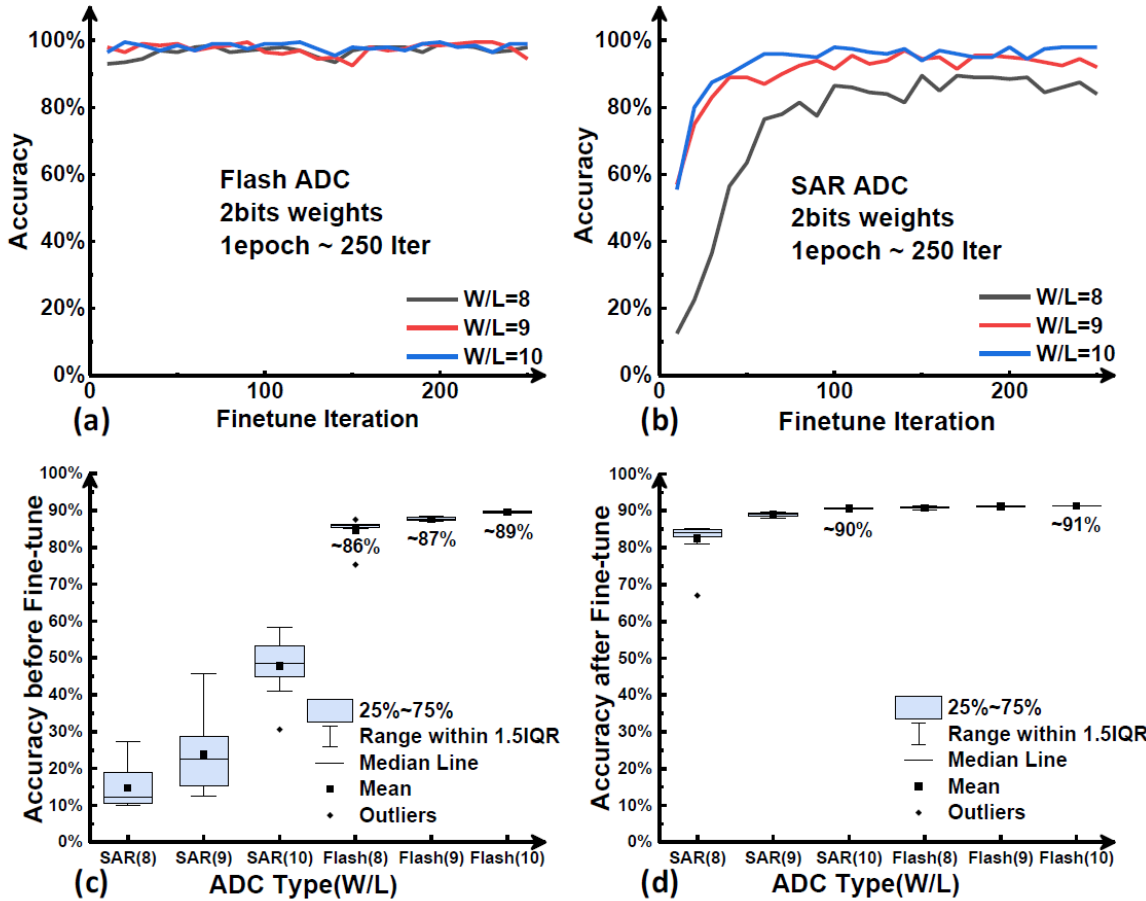 100%
80%
60%
40%
20%
0%
Accuracy
Flash ADC
2bits weights
1epoch ~ 250 Iter
W/L=8
W/L=9
W/L=10
0
100
200
Finetune Iteration
(a)
100%
80%
60%
40%
20%
0%
Accuracy
SAR ADC
2bits weights
1epoch ~ 250 Iter
W/L=8
W/L=9
W/L=10
0
100
200
Finetune Iteration
(b)
100%
90%
80%
70%
60%
50%
40%
30%
20%
10%
0%
Accuracy before Fine-tune
~86%
~87%
~89%
25%~75%
Range within 1.5IQR
Median Line
Mean
Outliers
SAR(8)
SAR(9)
SAR(10)
Flash(8)
Flash(9)
Flash(10)
ADC Type(W/L)
(c)
100%
90%
80%
70%
60%
50%
40%
30%
20%
10%
0%
Accuracy after Fine-tune
~90%
~91%
25%~75%
Range within 1.5IQR
Median Line
Mean
Outliers
SAR(8)
SAR(9)
SAR(10)
Flash(8)
Flash(9)
Flash(10)
ADC Type(W/L)
(d)